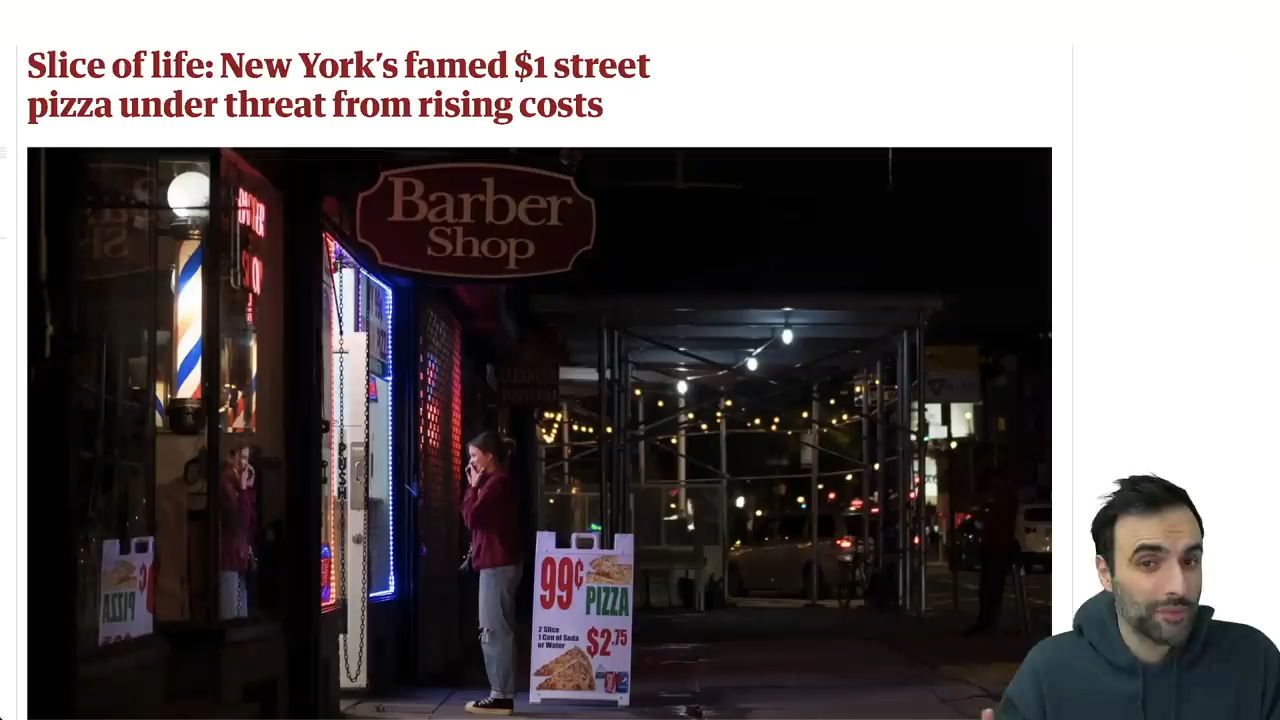 Slice of life: New York's famed $1 street
pizza under threat from rising costs
Barber
Shop
PUSH
99¢
PIZZA
2 Slice
1 Can of Soda
or Water
$2.75